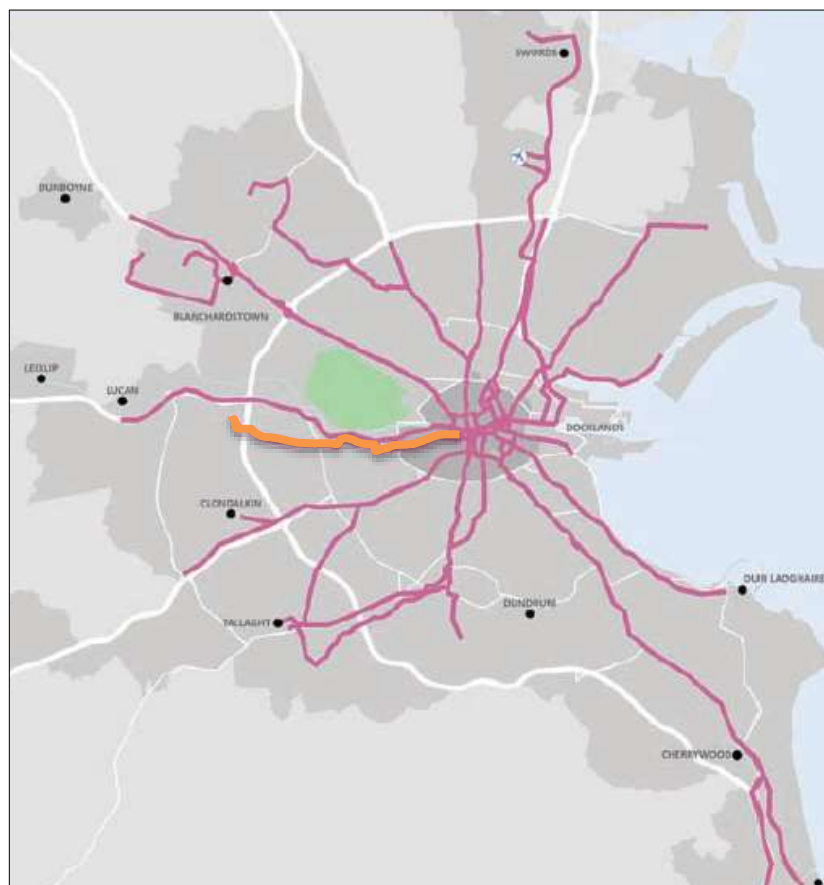 SWORDS
DUNBOYNE
BLANCHARDSTOWN
LEIXLIP
LUCAN
DOCKLANDS
CLONDALKIN
DUN LAOGHAIRE
TALLAGHT
DUNDRUM
CHERRYWOOD